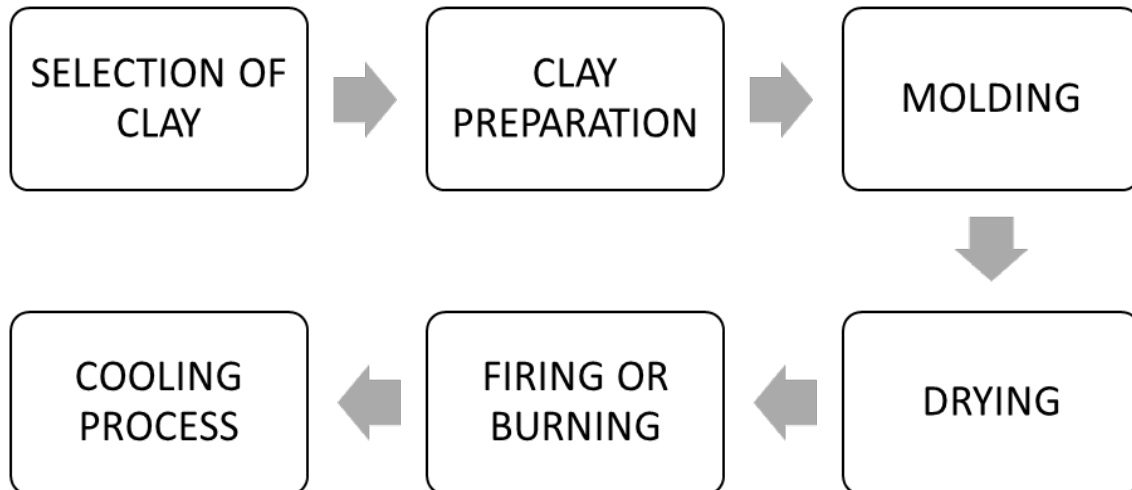 SELECTION OF
CLAY
CLAY
PREPARATION
MOLDING
DRYING
FIRING OR
BURNING
COOLING
PROCESS